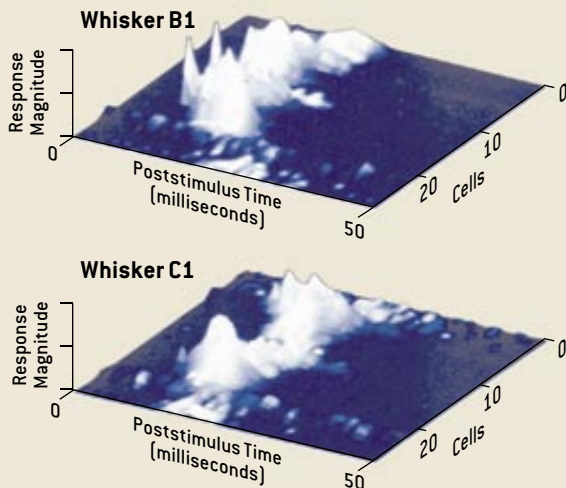 Whisker B1
Response
Magnitude
0
Poststimulus Time
(milliseconds)
50
20
Cells
10
0
Whisker C1
Response
Magnitude
0
Poststimulus Time
(milliseconds)
50
20
Cells
10
0